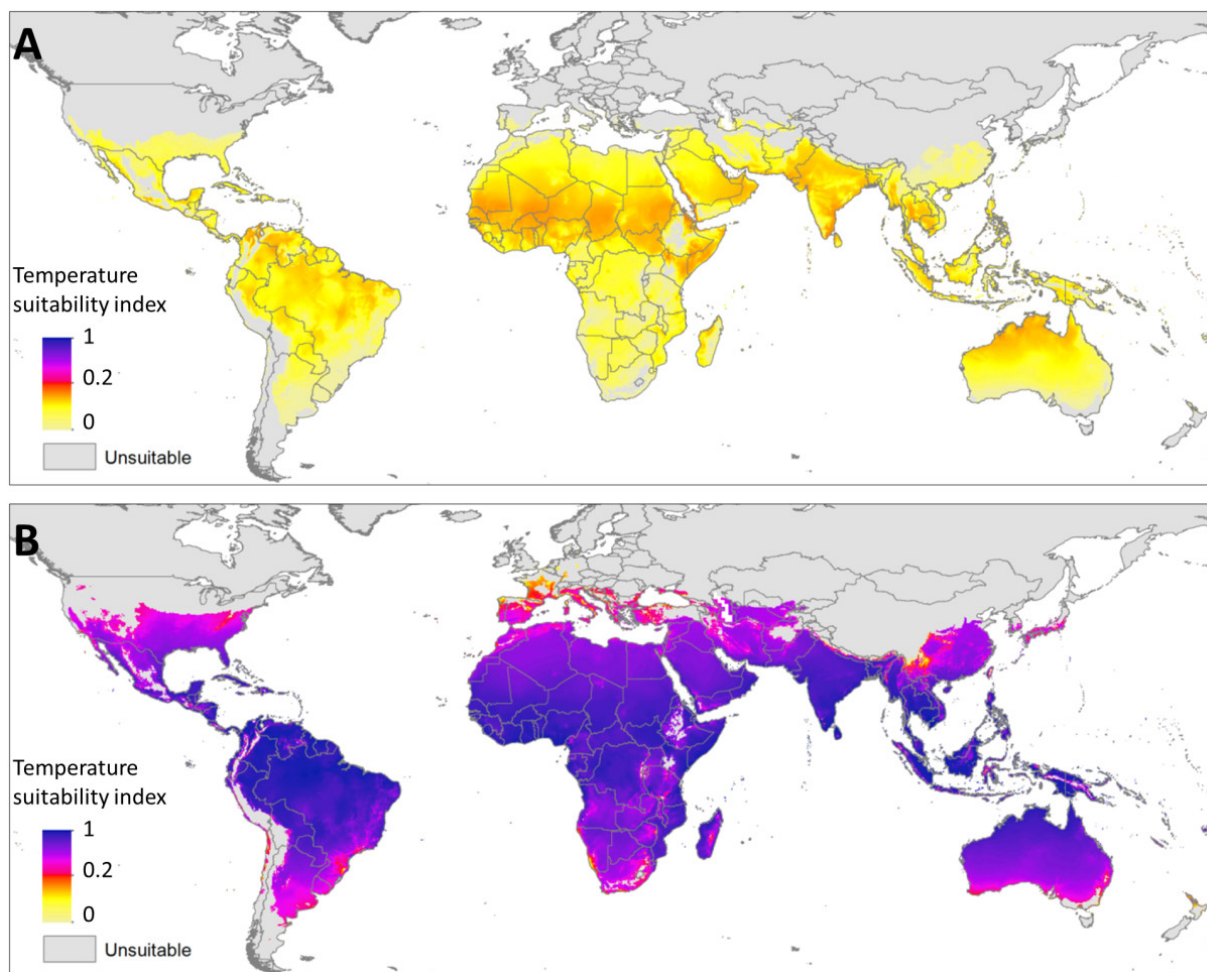 A
Temperature
suitability index
1
0.2
0
Unsuitable
B
Temperature
suitability index
1
0.2
0
Unsuitable